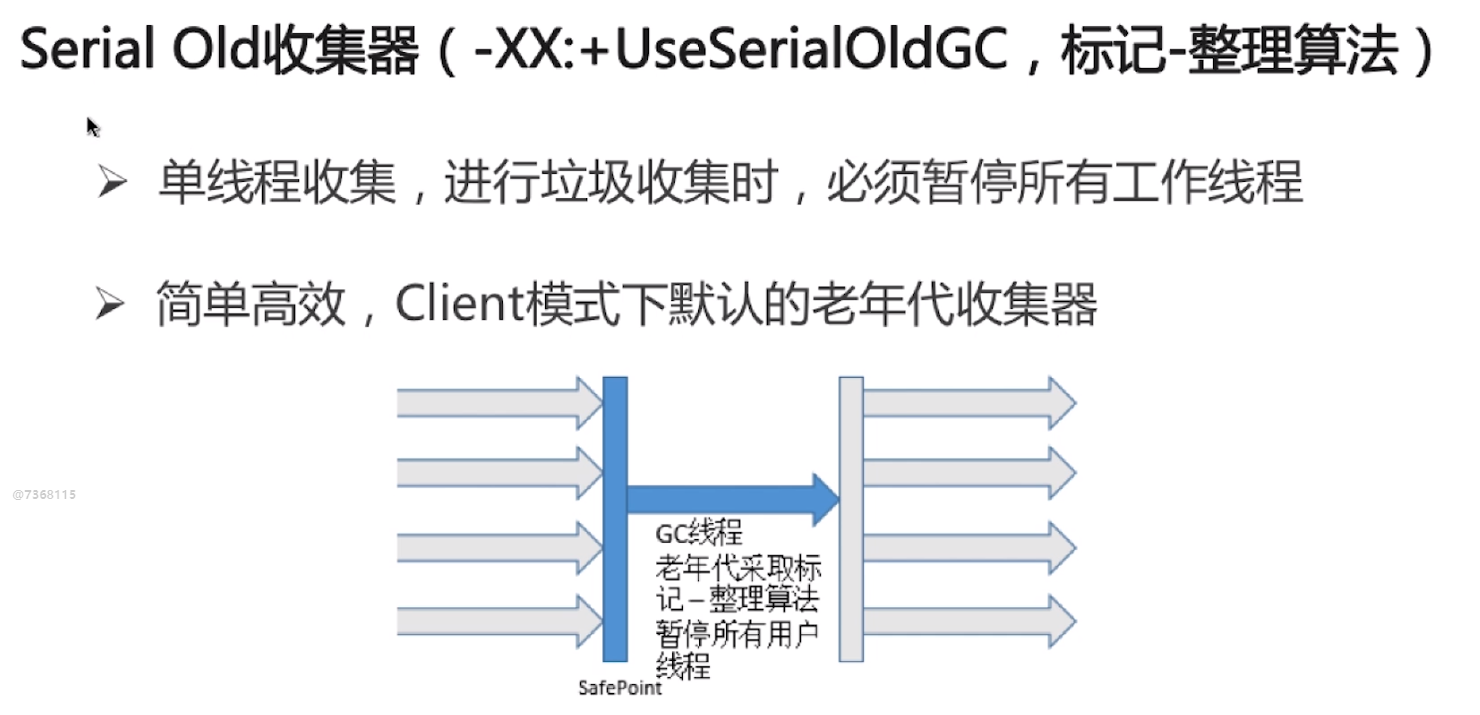 Serial Old收集器（-XX:+UseSerialOldGC，标记-整理算法）
单线程收集，进行垃圾收集时，必须暂停所有工作线程
简单高效，Client模式下默认的老年代收集器
@7368115
GC线程
老年代采取标
记–整理算法
暂停所有用户
线程
SafePoint